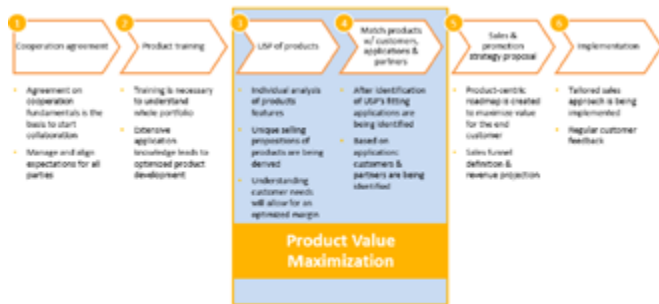 1
Cooperation agreement
2
Product training
3
USP of products
4
Match products
w/ customers,
applications &
partners
5
Sales &
promotion
strategy proposal
6
Implementation
Agreement on
cooperation
fundamentals is the
basis to start
collaboration
Manage and align
expectations for all
parties
Training is necessary
to understand
whole portfolio
Extensive
application
knowledge leads to
optimized product
development
Individual analysis
of products
features
Unique selling
propositions of
products are being
derived
Understanding
customer needs
will allow for an
optimized margin
After identification
of USP's fitting
applications are
being identified
Based on
application:
customers &
partners are being
identified
Product-centric
roadmap is created
to maximize value
for the end
customer
Sales funnel
definition &
revenue projection
Tailored sales
approach is being
implemented
Regular customer
feedback
Product Value
Maximization